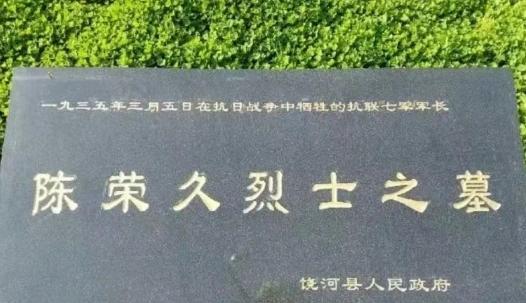 一九三五年三月五日在抗日战争中牺牲的抗联七军军长
陈荣久烈士之墓
饶河县人民政府